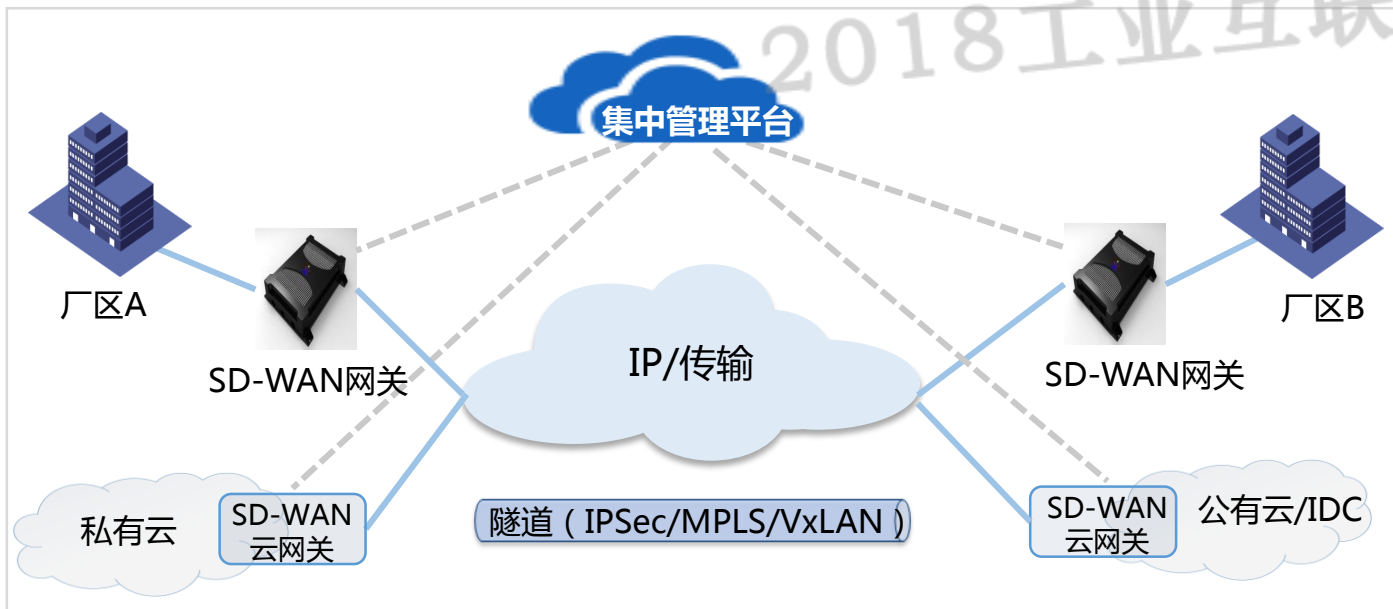 2018工业互联
集中管理平台
厂区A
厂区B
SD-WAN网关
IP/传输
SD-WAN网关
私有云
SD-WAN
云网关
隧道（IPSec/MPLS/VxLAN）
SD-WAN
云网关
公有云/IDC